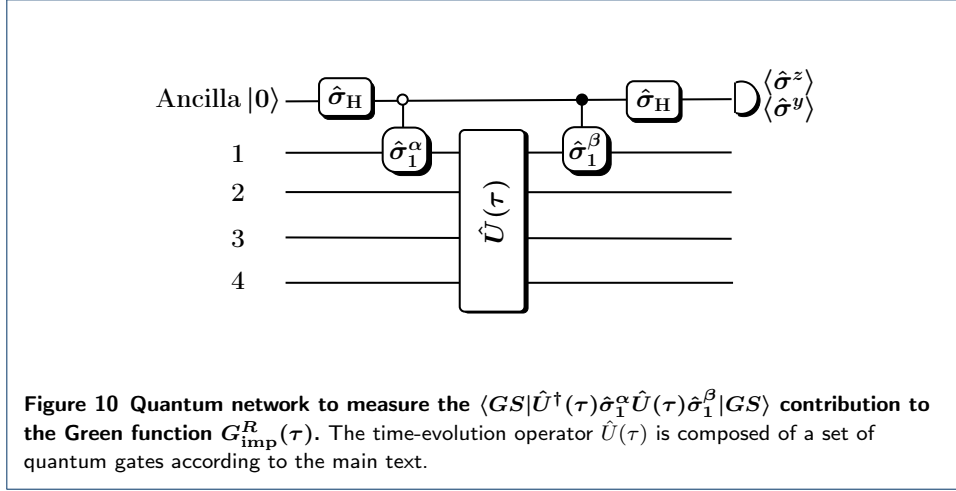 Ancilla |0⟩ σ̂_H σ̂_H ⟨σ̂^z⟩
⟨σ̂^y⟩
1 σ̂_1^α σ̂_1^β
2
Û(τ)
3
4
Figure 10 Quantum network to measure the ⟨GS|Û†(τ)σ̂_1^α Û(τ)σ̂_1^β|GS⟩ contribution to
the Green function G_imp^R(τ). The time-evolution operator Û(τ) is composed of a set of
quantum gates according to the main text.